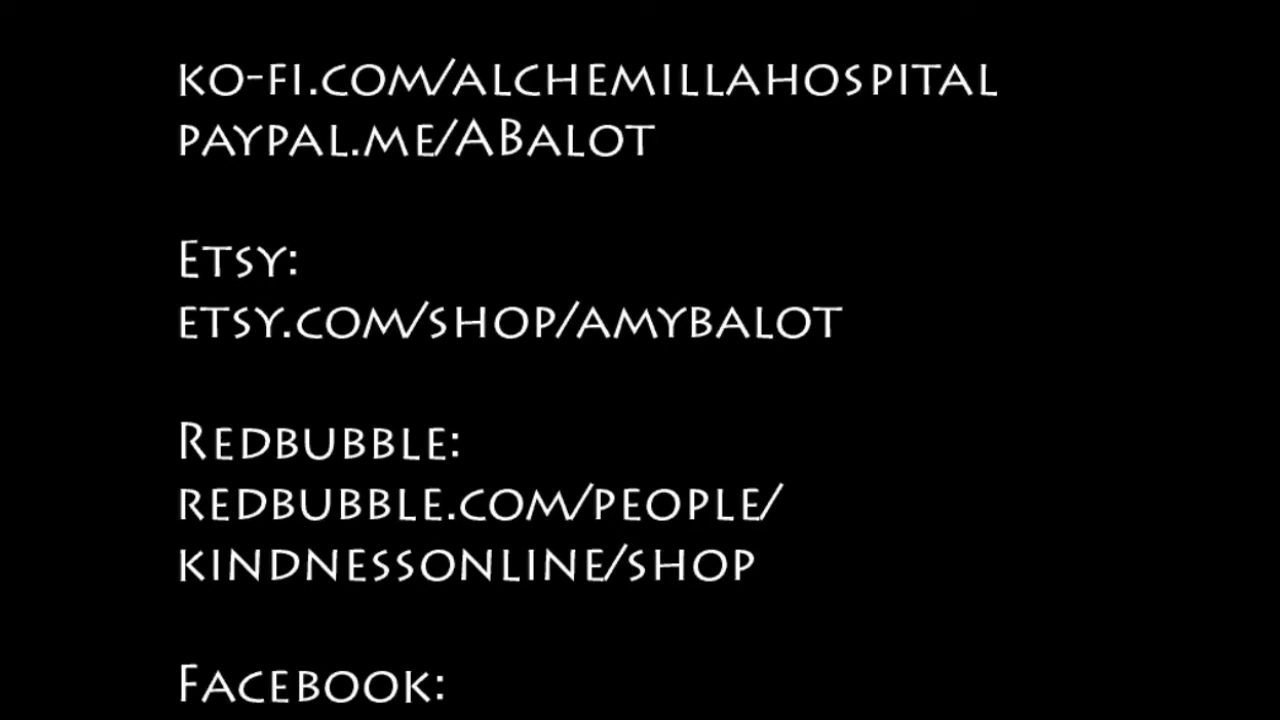 ko-fi.com/alchemillahospital
paypal.me/ABalot

Etsy:
etsy.com/shop/amybalot

Redbubble:
redbubble.com/people/
kindnessonline/shop

Facebook: